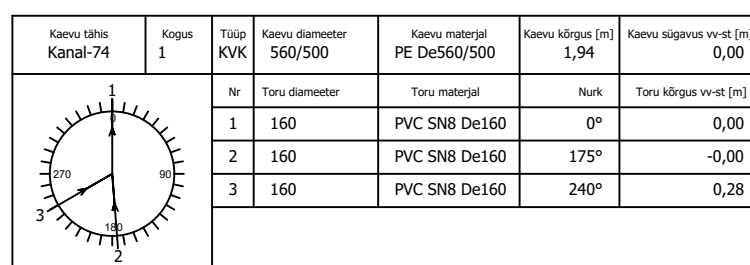 Kaevu tähis Kogus Tüüp Kaevu diameeter Kaevu materjal Kaevu kõrgus [m] Kaevu sügavus vv-st [m
Kanal-74 1 KVK 560/500 PE De560/500 1,94 0,00
Nr Toru diameeter Toru materjal Nurk Toru kõrgus vv-st [m]
1 160 PVC SN8 De160 0° 0,00
2 160 PVC SN8 De160 175° -0,00
3 160 PVC SN8 De160 240° 0,28
1
0
270 90
3
180
2